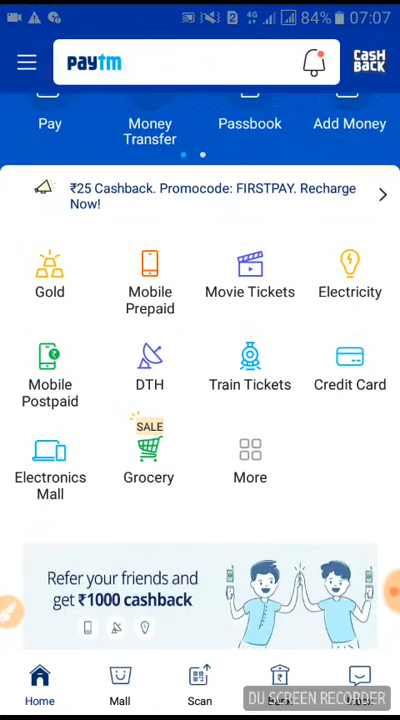 2 4G 84% 07:07
paytm
CASH
BACK
Pay
Money
Transfer
Passbook
Add Money
₹25 Cashback. Promocode: FIRSTPAY. Recharge
Now!
Gold
Mobile
Prepaid
Movie Tickets
Electricity
Mobile
Postpaid
DTH
Train Tickets
Credit Card
SALE
Electronics
Mall
Grocery
More
Refer your friends and
get ₹1000 cashback
Home
Mall
Scan
DU SCREEN RECORDER